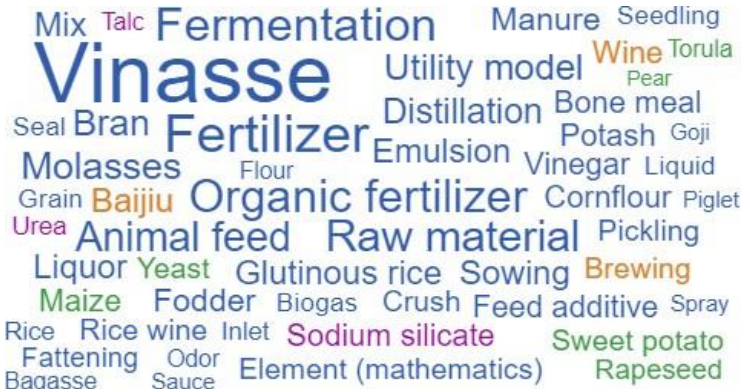 Mix Talc Fermentation Manure Seedling
Vinasse Utility model Wine Torula
Pear
Seal Bran Fertilizer Distillation Bone meal
Emulsion Potash Goji
Molasses Flour Vinegar Liquid
Grain Baijiu Organic fertilizer Cornflour Piglet
Urea Animal feed Raw material Pickling
Liquor Yeast Glutinous rice Sowing Brewing
Maize Fodder Biogas Crush Feed additive Spray
Rice Rice wine Inlet Sodium silicate Sweet potato
Fattening Odor Element (mathematics) Rapeseed
Bagasse Sauce